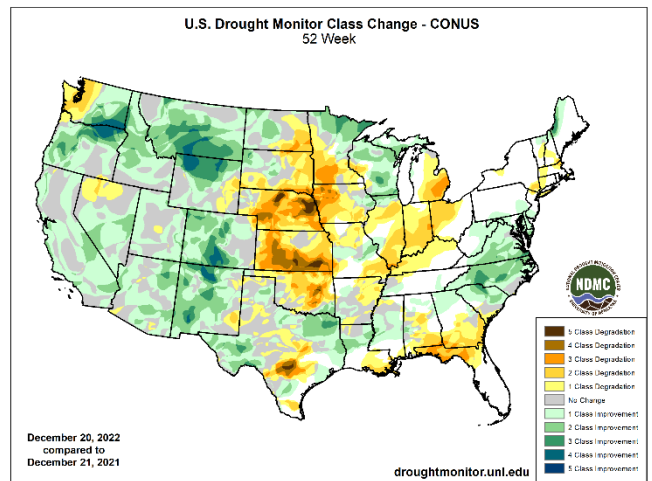 U.S. Drought Monitor Class Change - CONUS
52 Week
NDMC
5 Class Degradation
4 Class Degradation
3 Class Degradation
2 Class Degradation
1 Class Degradation
No Change
1 Class Improvement
2 Class Improvement
3 Class Improvement
4 Class Improvement
5 Class Improvement
December 20, 2022
compared to
December 21, 2021
droughtmonitor.unl.edu